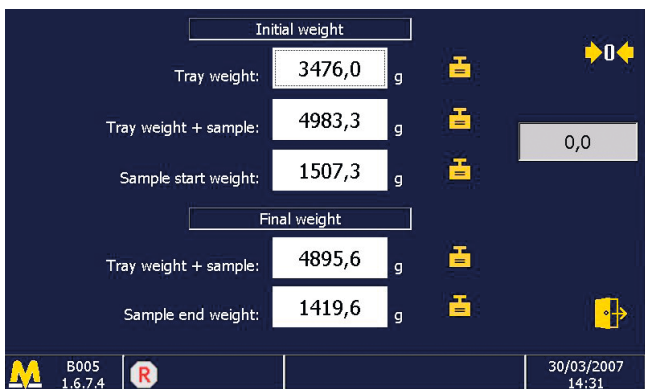 Initial weight
Tray weight: 3476,0 g
→0←
Tray weight + sample: 4983,3 g
0,0
Sample start weight: 1507,3 g
Final weight
Tray weight + sample: 4895,6 g
Sample end weight: 1419,6 g
M B005 R 30/03/2007
1.6.7.4 14:31